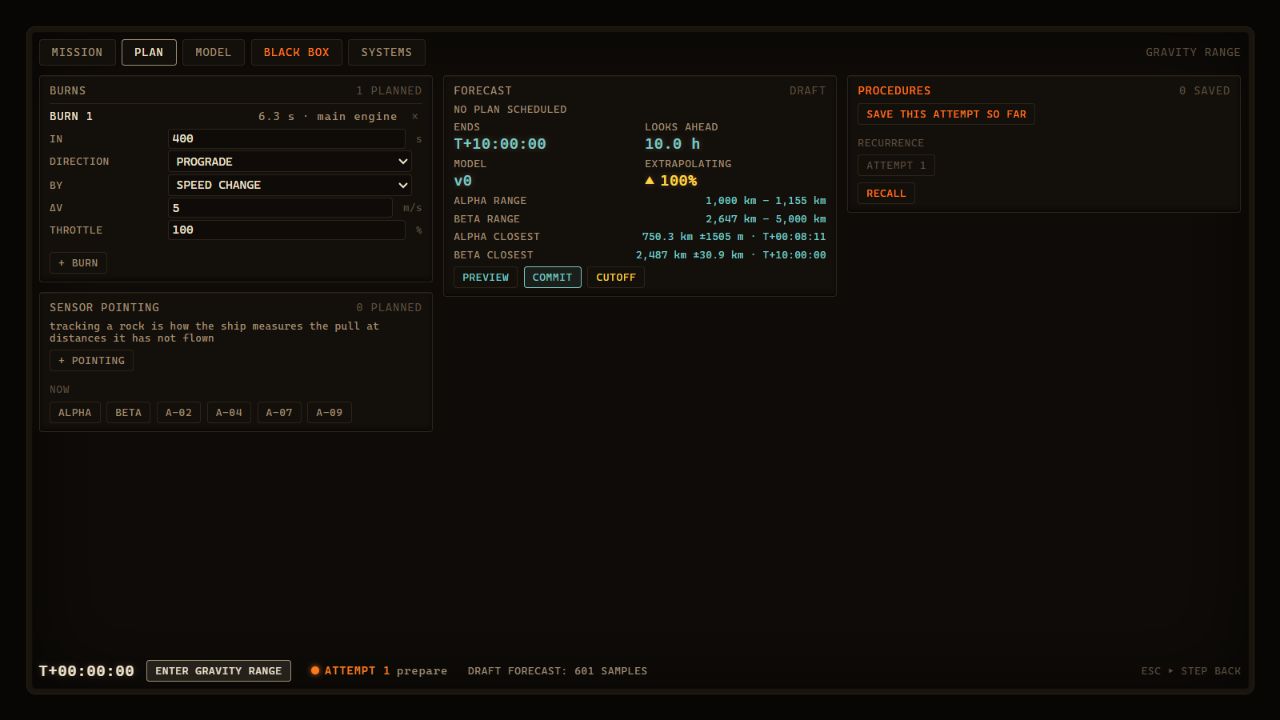 MISSION PLAN MODEL BLACK BOX SYSTEMS GRAVITY RANGE
BURNS 1 PLANNED
BURN 1 6.3 s · main engine ×
IN 400 s
DIRECTION PROGRADE
BY SPEED CHANGE
ΔV 5 m/s
THROTTLE 100 %
+ BURN
SENSOR POINTING 0 PLANNED
tracking a rock is how the ship measures the pull at
distances it has not flown
+ POINTING
NOW
ALPHA BETA A-02 A-04 A-07 A-09
FORECAST DRAFT
NO PLAN SCHEDULED
ENDS LOOKS AHEAD
T+10:00:00 10.0 h
MODEL EXTRAPOLATING
v0 ▲ 100%
ALPHA RANGE 1,000 km – 1,155 km
BETA RANGE 2,647 km – 5,000 km
ALPHA CLOSEST 750.3 km ±1505 m · T+00:08:11
BETA CLOSEST 2,487 km ±30.9 km · T+10:00:00
PREVIEW COMMIT CUTOFF
PROCEDURES 0 SAVED
SAVE THIS ATTEMPT SO FAR
RECURRENCE
ATTEMPT 1
RECALL
T+00:00:00 ENTER GRAVITY RANGE ATTEMPT 1 prepare DRAFT FORECAST: 601 SAMPLES ESC ▸ STEP BACK